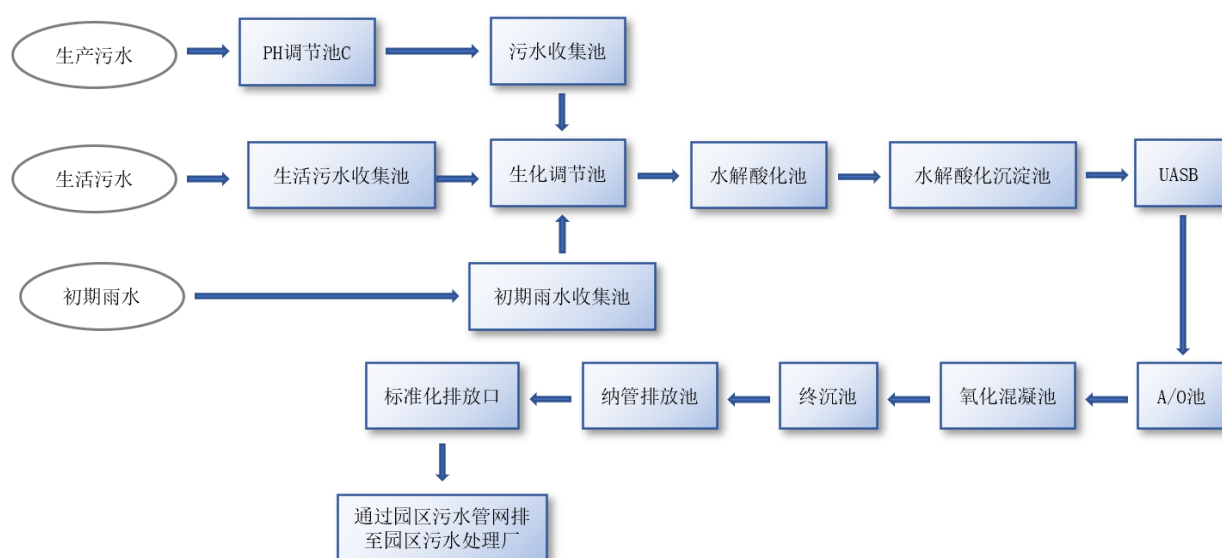 生产污水
PH调节池C
污水收集池
生活污水
生活污水收集池
生化调节池
水解酸化池
水解酸化沉淀池
UASB
初期雨水
初期雨水收集池
标准化排放口
纳管排放池
终沉池
氧化混凝池
A/O池
通过园区污水管网排
至园区污水处理厂